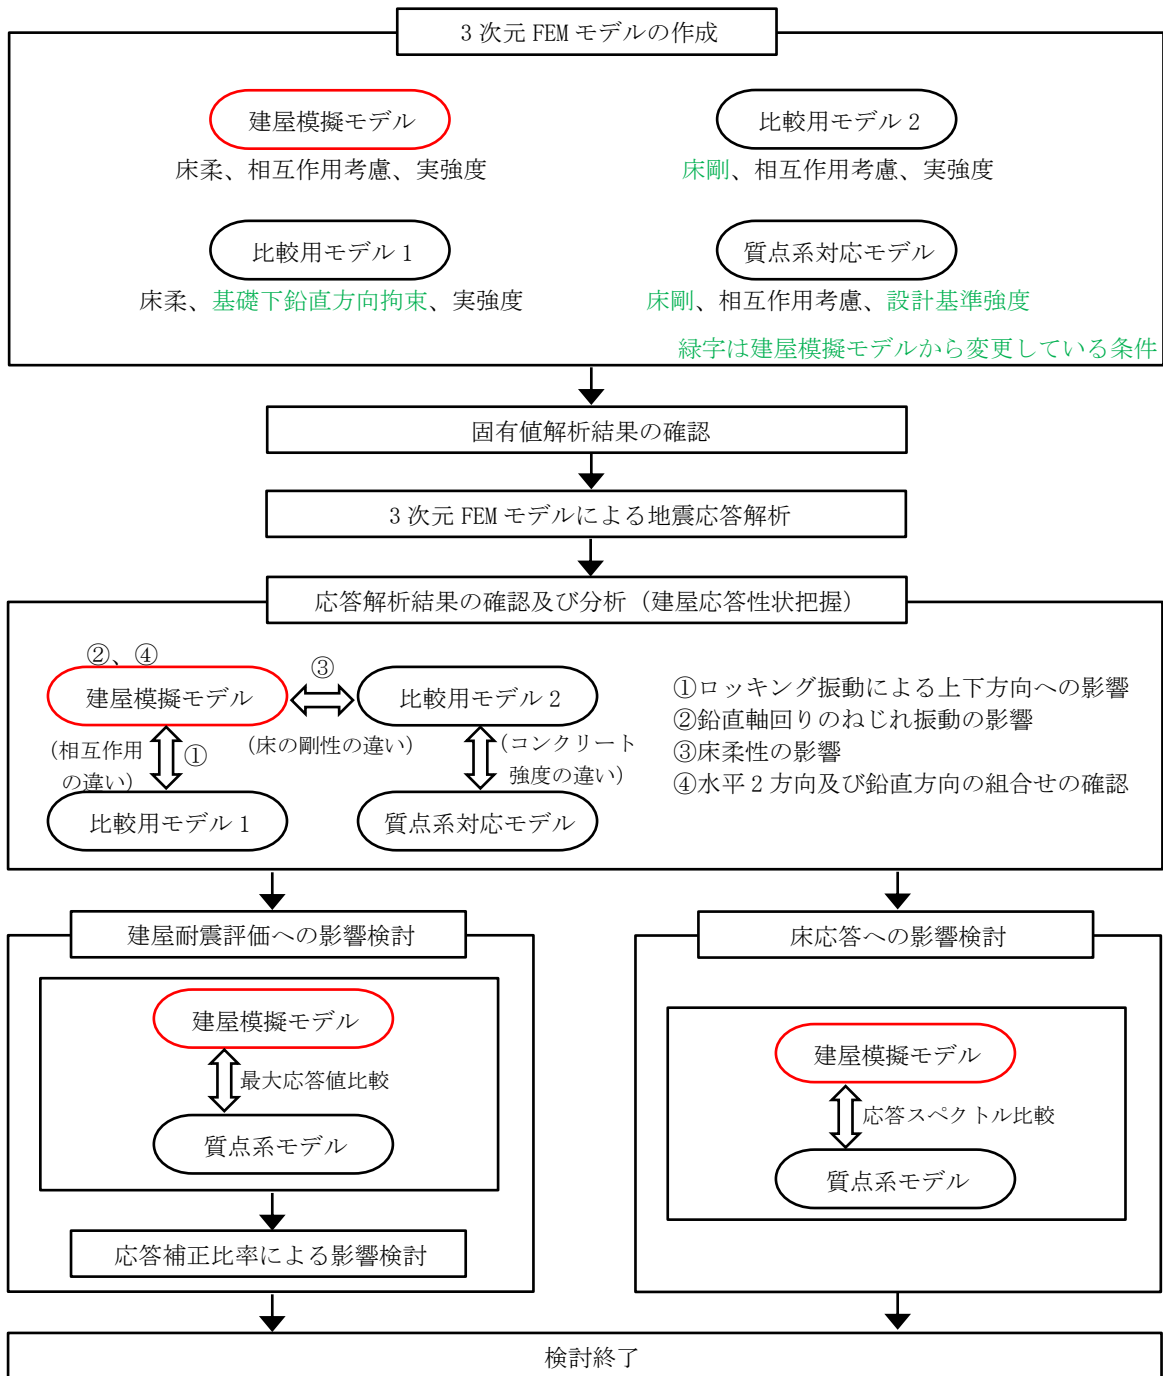 3次元FEMモデルの作成
建屋模擬モデル
床柔、相互作用考慮、実強度
比較用モデル2
床剛、相互作用考慮、実強度
比較用モデル1
床柔、基礎下鉛直方向拘束、実強度
質点系対応モデル
床剛、相互作用考慮、設計基準強度
緑字は建屋模擬モデルから変更している条件
固有値解析結果の確認
3次元FEMモデルによる地震応答解析
応答解析結果の確認及び分析（建屋応答性状把握）
②、④
建屋模擬モデル
③
比較用モデル2
(床の剛性の違い)
(相互作用
の違い)
①
(コンクリート
強度の違い)
比較用モデル1
質点系対応モデル
①ロッキング振動による上下方向への影響
②鉛直軸回りのねじれ振動の影響
③床柔性の影響
④水平2方向及び鉛直方向の組合せの確認
建屋耐震評価への影響検討
建屋模擬モデル
最大応答値比較
質点系モデル
応答補正比率による影響検討
床応答への影響検討
建屋模擬モデル
応答スペクトル比較
質点系モデル
検討終了